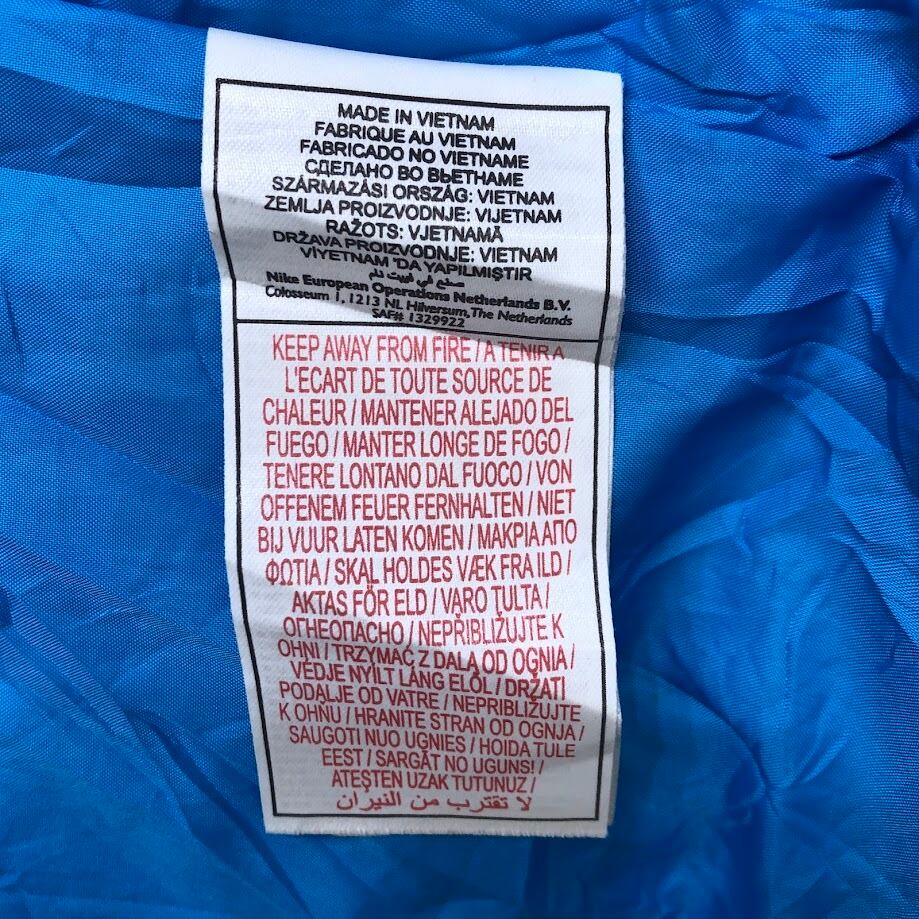 MADE IN VIETNAM
FABRIQUE AU VIETNAM
FABRICADO NO VIETNAME
СДЕЛАНО ВО ВЬЕТНАМЕ
SZÁRMAZÁSI ORSZÁG: VIETNAM
ZEMLJA PROIZVODNJE: VIJETNAM
RAŽOTS: VJETNAMĀ
DRŽAVA PROIZVODNJE: VIETNAM
VİYETNAM 'DA YAPILMIŞTIR
صنع في فييت نام
Nike European Operations Netherlands B.V.
Colosseum 1, 1213 NL Hilversum, The Netherlands
SAF# 1329922
KEEP AWAY FROM FIRE / A TENIR A
L'ECART DE TOUTE SOURCE DE
CHALEUR / MANTENER ALEJADO DEL
FUEGO / MANTER LONGE DE FOGO /
TENERE LONTANO DAL FUOCO / VON
OFFENEM FEUER FERNHALTEN / NIET
BIJ VUUR LATEN KOMEN / ΜΑΚΡΙΑ ΑΠΟ
ΦΩΤΙΑ / SKAL HOLDES VÆK FRA ILD /
AKTAS FÖR ELD / VARO TULTA /
ОГНЕОПАСНО / NEPŘIBLIŽUJTE K
OHNI / TRZYMAĆ Z DALA OD OGNIA /
VÉDJE NYÍLT LÁNG ELŐL / DRŽATI
PODALJE OD VATRE / NEPRIBLIŽUJTE
K OHŇU / HRANITE STRAN OD OGNJA /
SAUGOTI NUO UGNIES / HOIDA TULE
EEST / SARGĀT NO UGUNS! /
ATEŞTEN UZAK TUTUNUZ /
لا تقترب من النيران